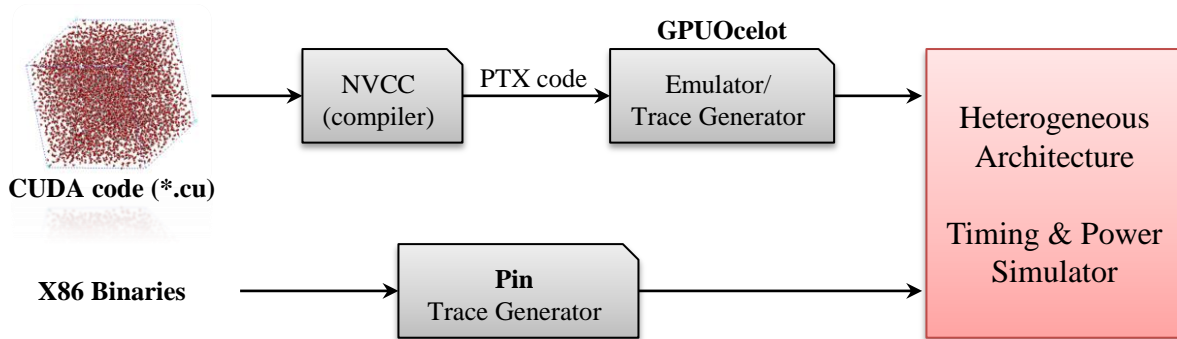 GPUOcelot
NVCC
(compiler)
PTX code
Emulator/
Trace Generator
CUDA code (*.cu)
X86 Binaries
Pin
Trace Generator
Heterogeneous
Architecture
Timing & Power
Simulator